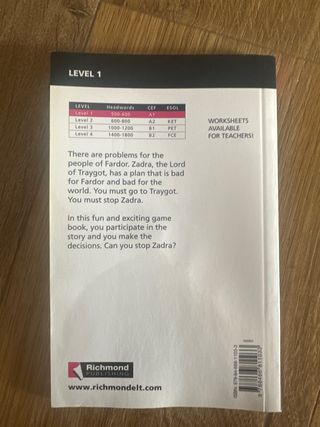 LEVEL 1
LEVEL Headwords CEF ESOL
Level 1 500-600 A1
Level 2 600-800 A2 KET
Level 3 1000-1200 B1 PET
Level 4 1400-1800 B2 FCE
WORKSHEETS
AVAILABLE
FOR TEACHERS!
There are problems for the
people of Fardor. Zadra, the Lord
of Traygot, has a plan that is bad
for Fardor and bad for the
world. You must go to Traygot.
You must stop Zadra.
In this fun and exciting game
book, you participate in the
story and you make the
decisions. Can you stop Zadra?
Richmond
PUBLISHING
www.richmondelt.com